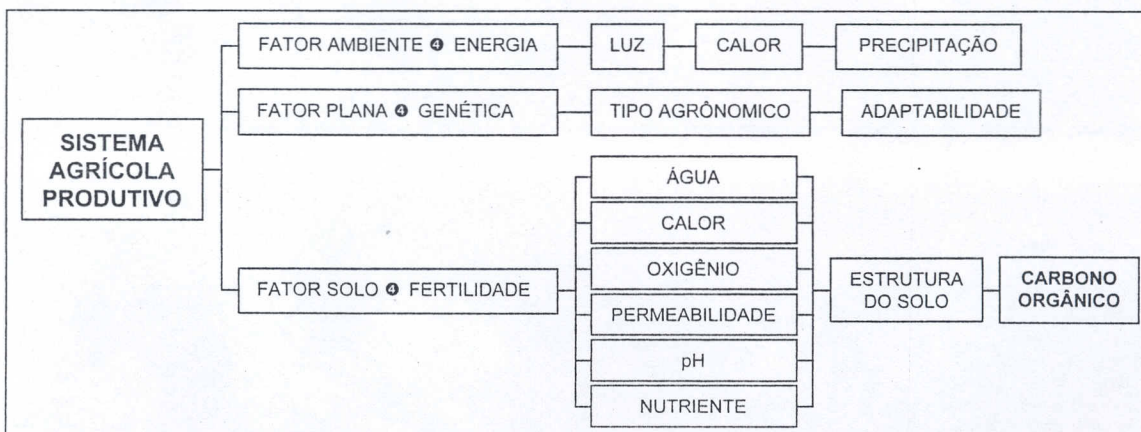 SISTEMA
AGRÍCOLA
PRODUTIVO
FATOR AMBIENTE ❹ ENERGIA
LUZ
CALOR
PRECIPITAÇÃO
FATOR PLANA ❹ GENÉTICA
TIPO AGRÔNOMICO
ADAPTABILIDADE
FATOR SOLO ❹ FERTILIDADE
ÁGUA
CALOR
OXIGÊNIO
PERMEABILIDADE
pH
NUTRIENTE
ESTRUTURA
DO SOLO
CARBONO
ORGÂNICO